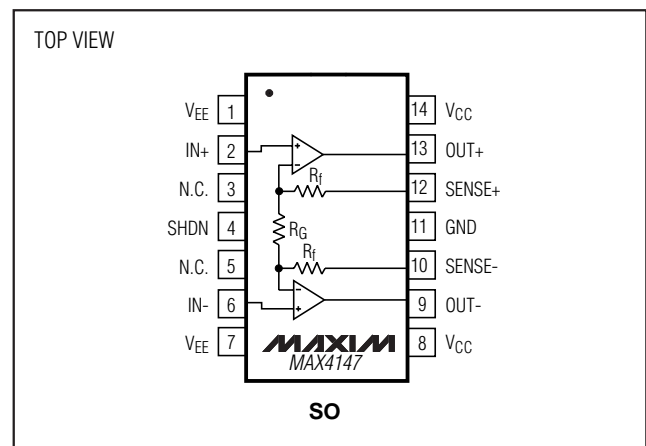 TOP VIEW
VEE 1
IN+ 2
N.C. 3
SHDN 4
N.C. 5
IN- 6
VEE 7
14 VCC
13 OUT+
12 SENSE+
11 GND
10 SENSE-
9 OUT-
8 VCC
+
-
Rf
RG
Rf
-
+
MAXIM
MAX4147
SO